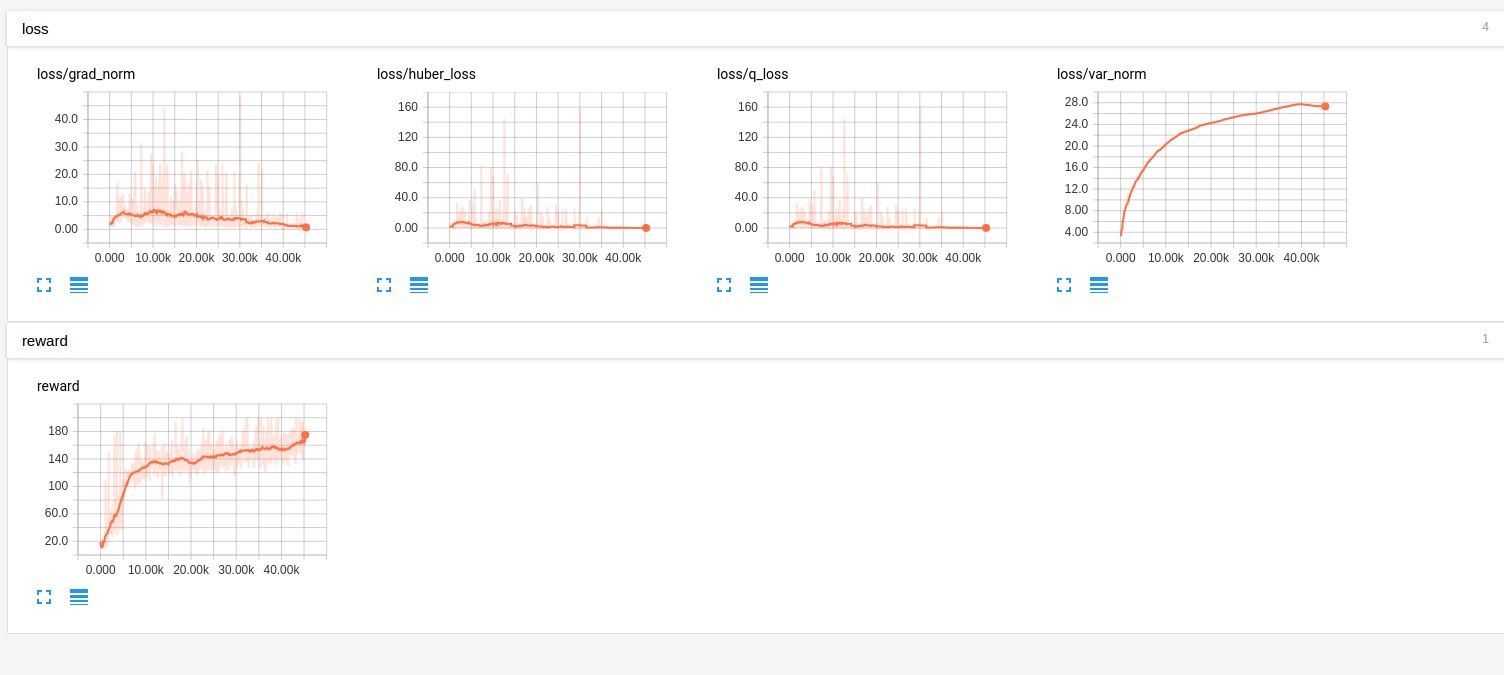 loss 4
loss/grad_norm loss/huber_loss loss/q_loss loss/var_norm
40.0 160 160 28.0
30.0 120 120 24.0
20.0 80.0 80.0 20.0
10.0 40.0 40.0 16.0
0.00 0.00 0.00 12.0
8.00
4.00
0.000 10.00k 20.00k 30.00k 40.00k 0.000 10.00k 20.00k 30.00k 40.00k 0.000 10.00k 20.00k 30.00k 40.00k 0.000 10.00k 20.00k 30.00k 40.00k
reward 1
reward
180
140
100
60.0
20.0
0.000 10.00k 20.00k 30.00k 40.00k